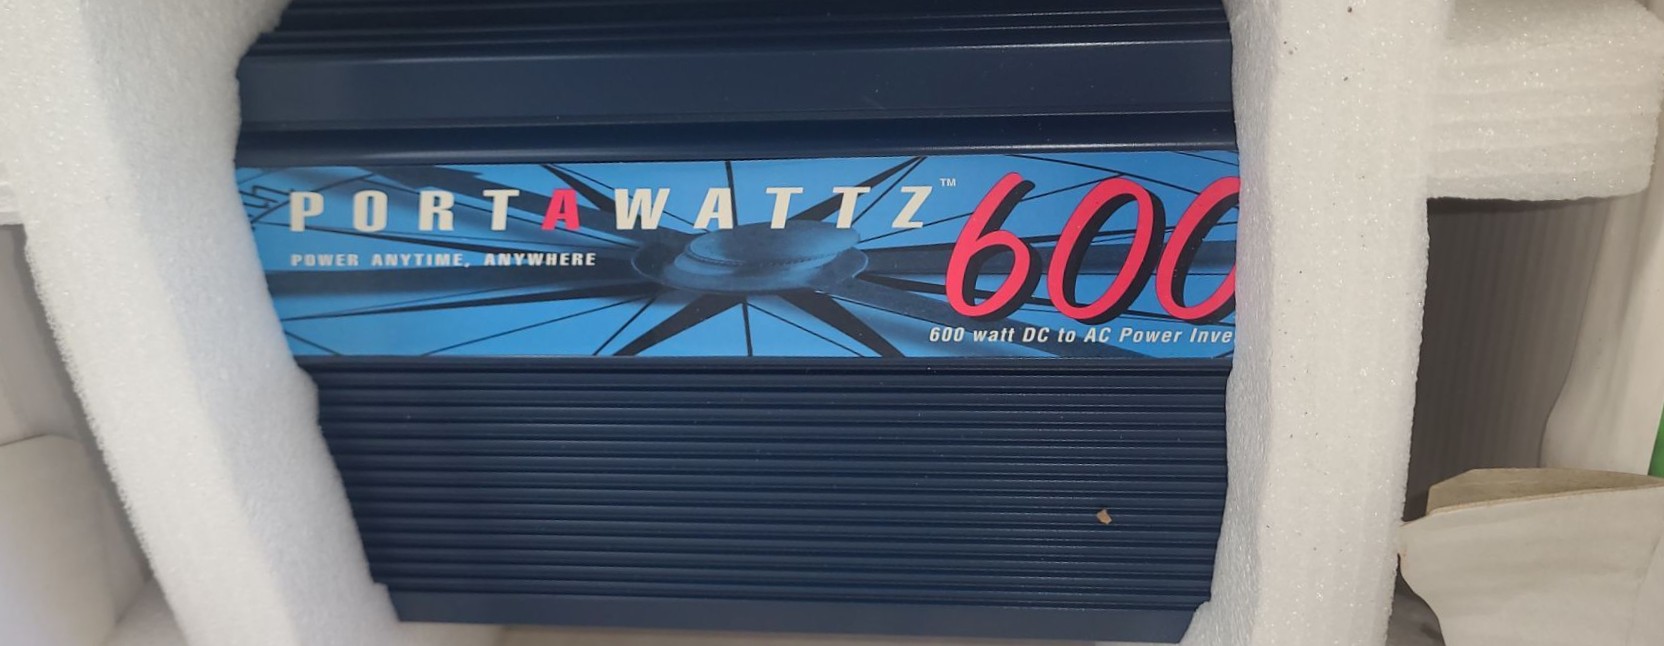 PORTAWATTZ™ 600
POWER ANYTIME, ANYWHERE
600 watt DC to AC Power Inve